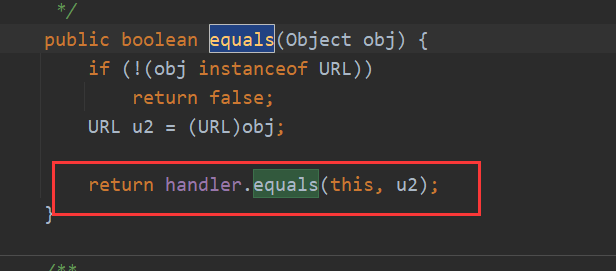 */
public boolean equals(Object obj) {
if (!(obj instanceof URL))
return false;
URL u2 = (URL)obj;
return handler.equals(this, u2);
}
/**